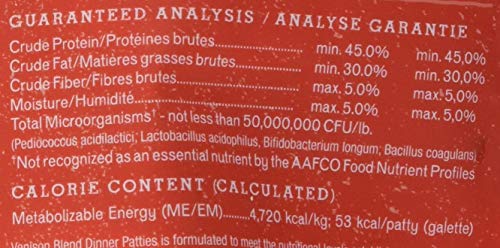 GUARANTEED ANALYSIS / ANALYSE GARANTIE
Crude Protein/Protéines brutes..................... min. 45.0% min. 45,0%
Crude Fat/Matières grasses brutes............ min. 30.0% min. 30,0%
Crude Fiber/Fibres brutes............................ max. 5.0% max. 5,0%
Moisture/Humidité....................................... max. 5.0% max. 5,0%
Total Microorganisms† - not less than 50,000,000 CFU/lb.
(Pediococcus acidilactici; Lactobacillus acidophilus, Bifidobacterium longum; Bacillus coagulans)
†Not recognized as an essential nutrient by the AAFCO Food Nutrient Profiles
CALORIE CONTENT (CALCULATED)
Metabolizable Energy (ME/EM)......4,720 kcal/kg; 53 kcal/patty (galette)
Venison Blend Dinner Patties is formulated to meet the nutritional levels